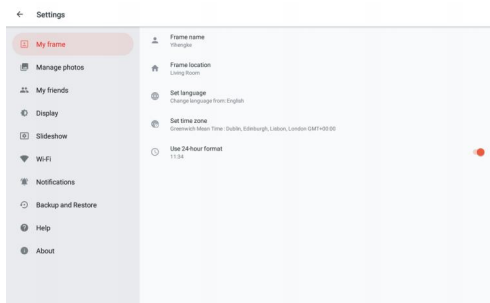 Settings
My frame
Manage photos
My friends
Display
Slideshow
Wi-Fi
Notifications
Backup and Restore
Help
About
Frame name
Yihengke
Frame location
Living Room
Set language
Change language from English
Set time zone
Greenwich Mean Time : Dublin, Edinburgh, Lisbon, London GMT+00:00
Use 24-hour format
11:34